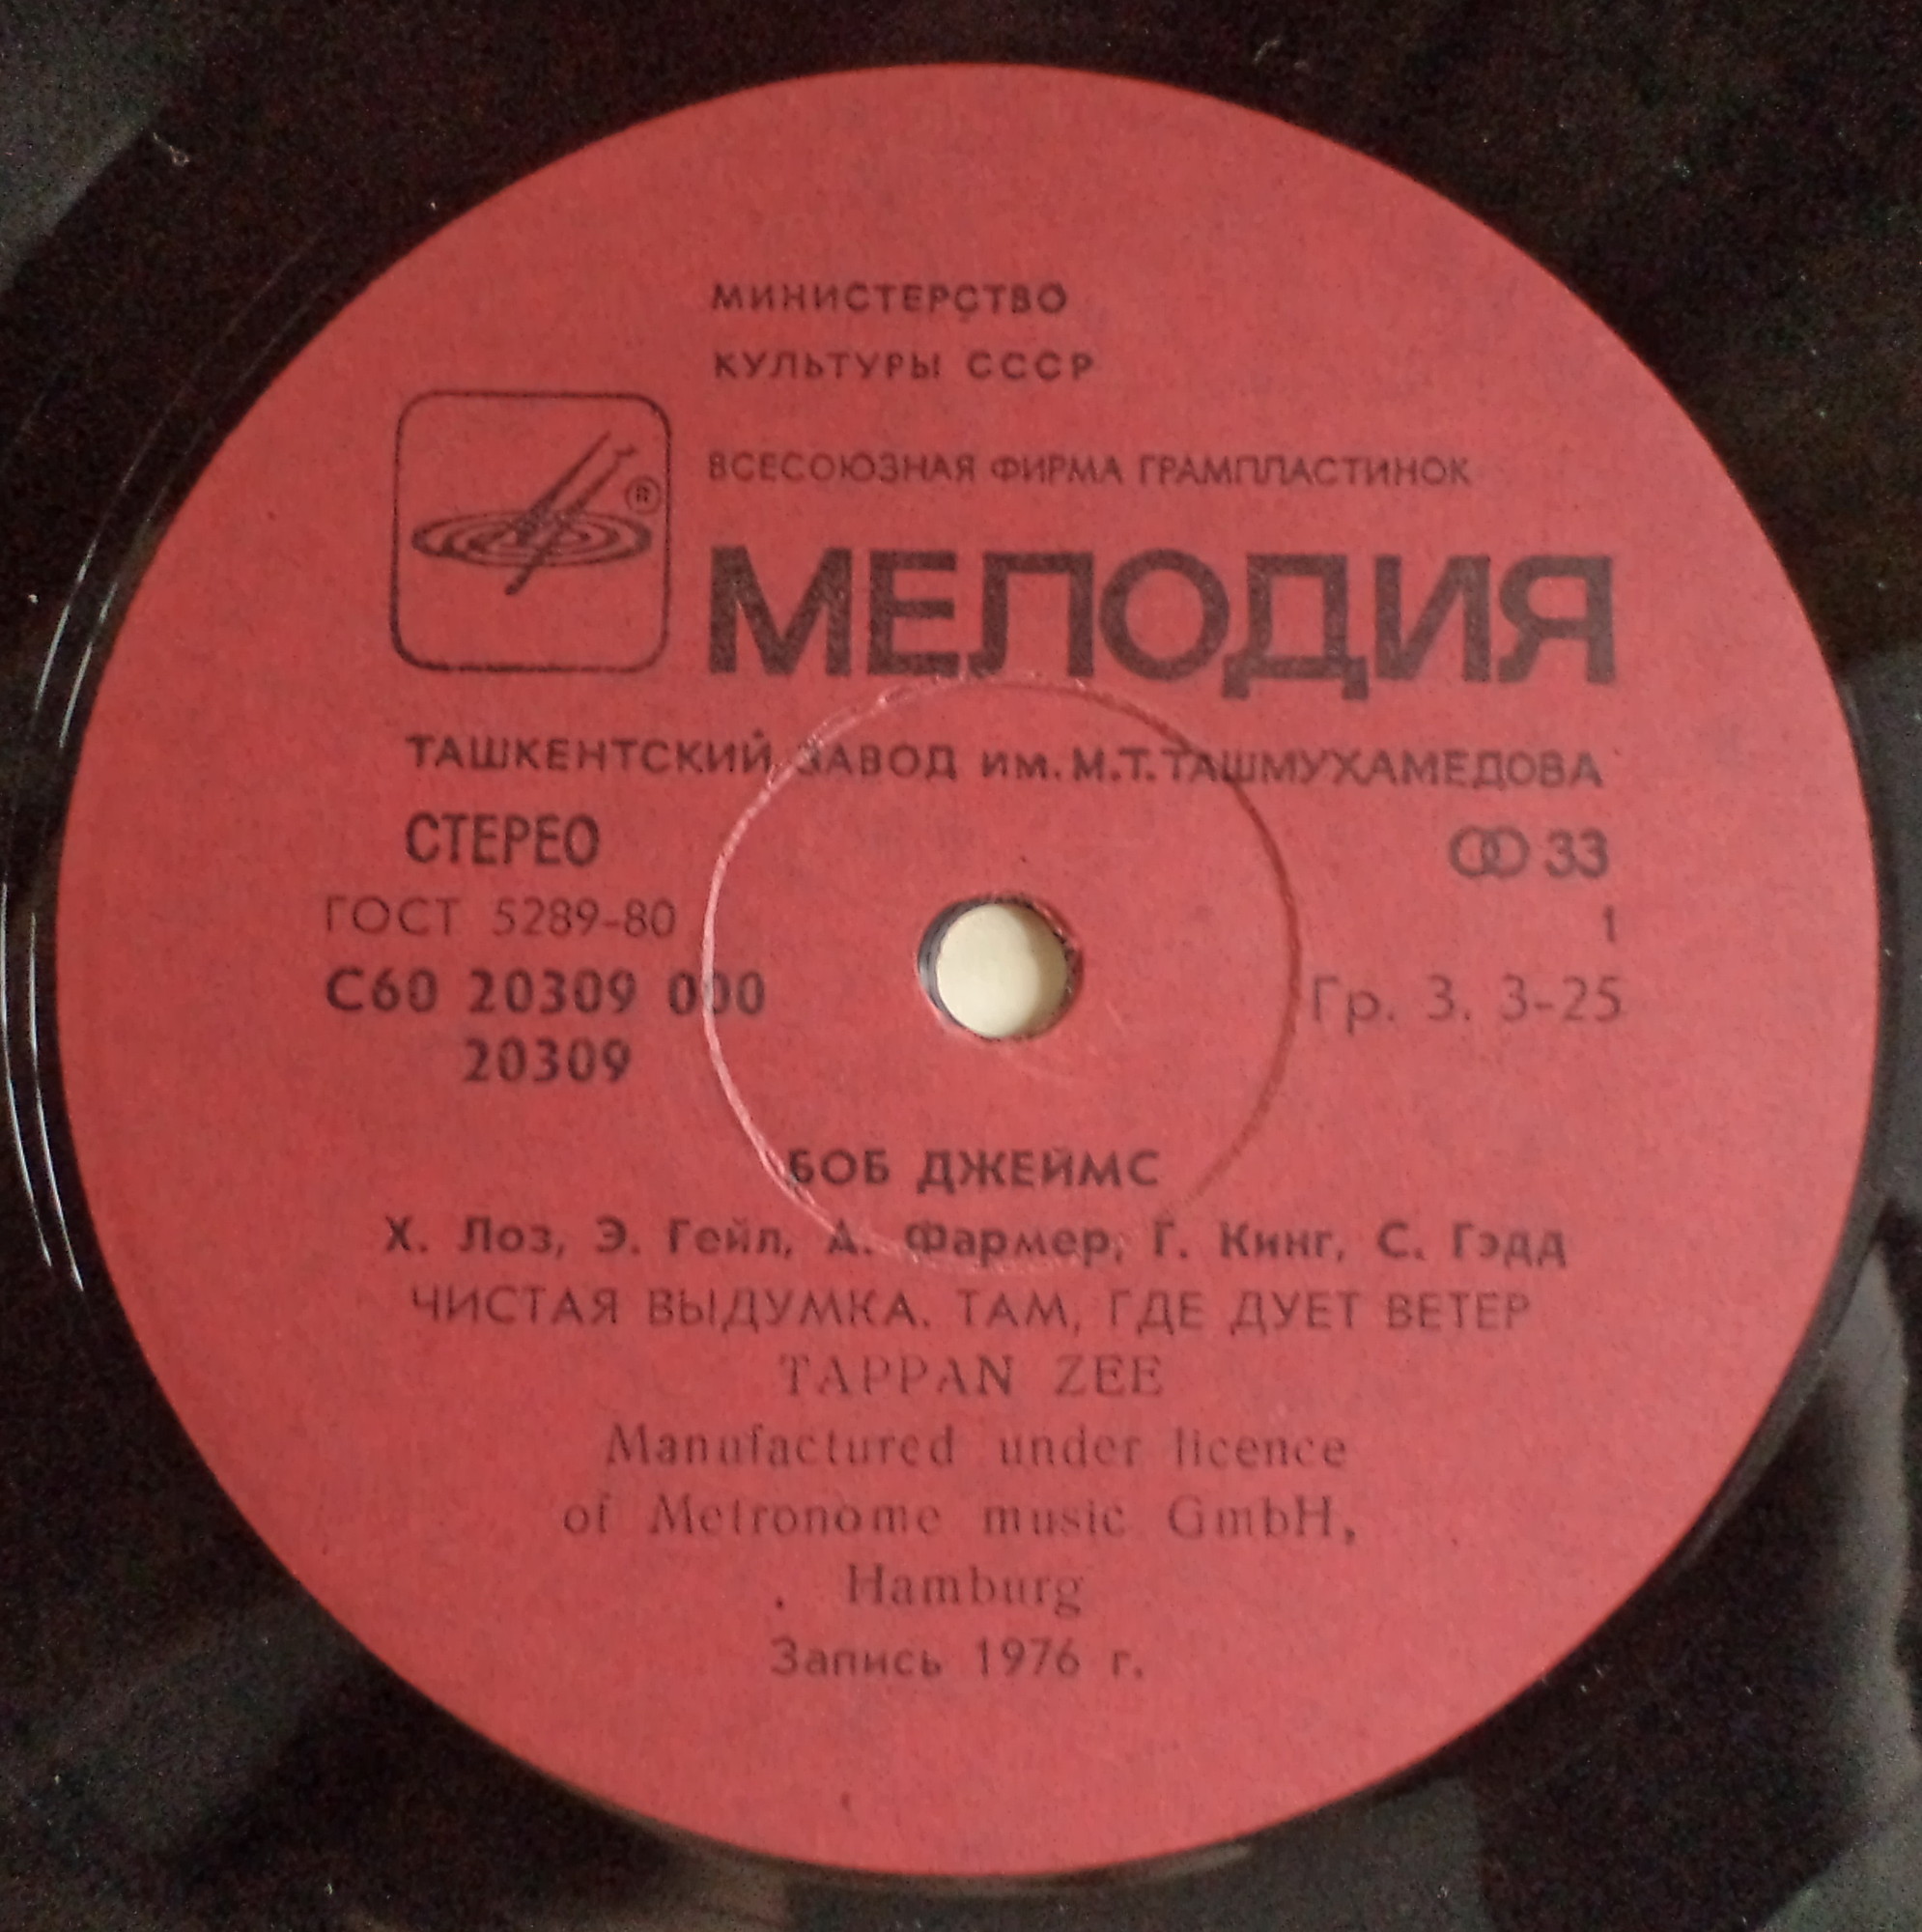 МИНИСТЕРСТВО
КУЛЬТУРЫ СССР
ВСЕСОЮЗНАЯ ФИРМА ГРАМПЛАСТИНОК
®
МЕЛОДИЯ
ТАШКЕНТСКИЙ ЗАВОД им. М.Т. ТАШМУХАМЕДОВА
СТЕРЕО
33
ГОСТ 5289-80
1
С60 20309 000
Гр. 3. 3-25
20309
БОБ ДЖЕЙМС
Х. Лоз, Э. Гейл, А. Фармер, Г. Кинг, С. Гэдд
ЧИСТАЯ ВЫДУМКА. ТАМ, ГДЕ ДУЕТ ВЕТЕР
TAPPAN ZEE
Manufactured under licence
of Metronome music GmbH,
Hamburg
Запись 1976 г.